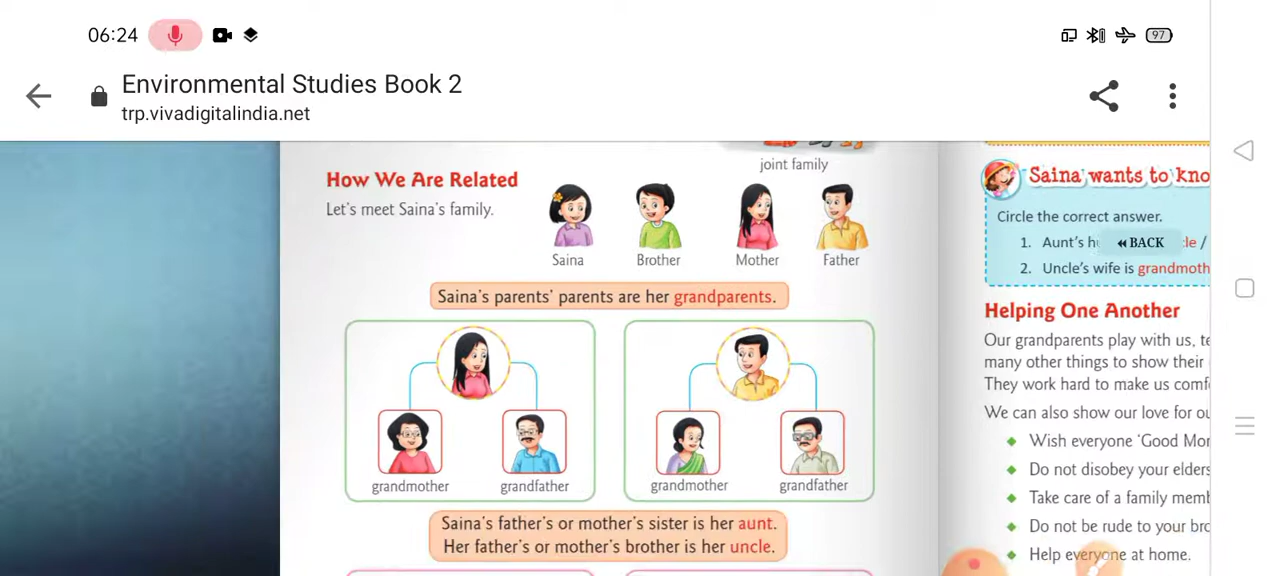 06:24
97
Environmental Studies Book 2
trp.vivadigitalindia.net
joint family
How We Are Related
Let's meet Saina's family.
Saina Brother Mother Father
Saina's parents' parents are her grandparents.
grandmother grandfather grandmother grandfather
Saina's father's or mother's sister is her aunt.
Her father's or mother's brother is her uncle.
Saina wants to
Circle the correct answer.
1. Aunt's /
BACK
2. Uncle's wife is
Helping One Another
Our grandparents play with us,
many other things to show their
They work hard to make us
We can also show our love for
Wish everyone 'Good
Do not disobey your elders
Take care of a family
Do not be rude to your
Help everyone at home.